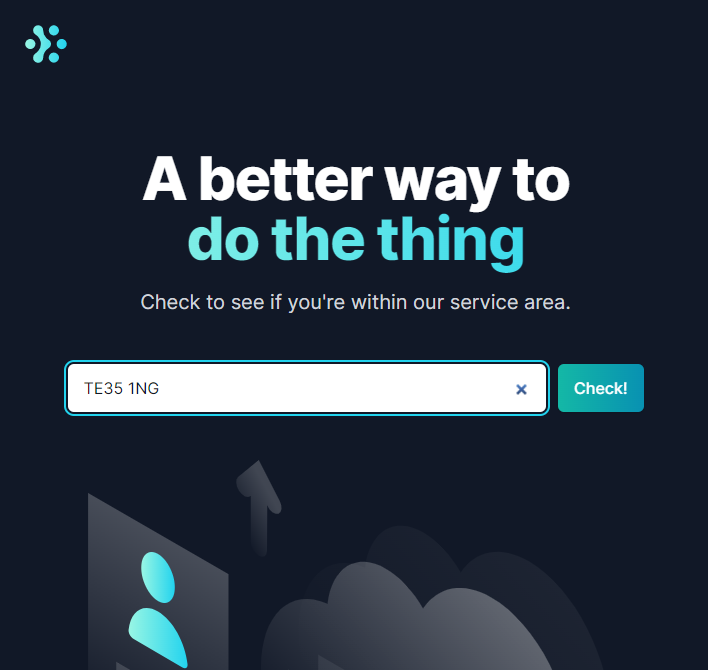 A better way to
do the thing
Check to see if you're within our service area.
TE35 1NG
Check!